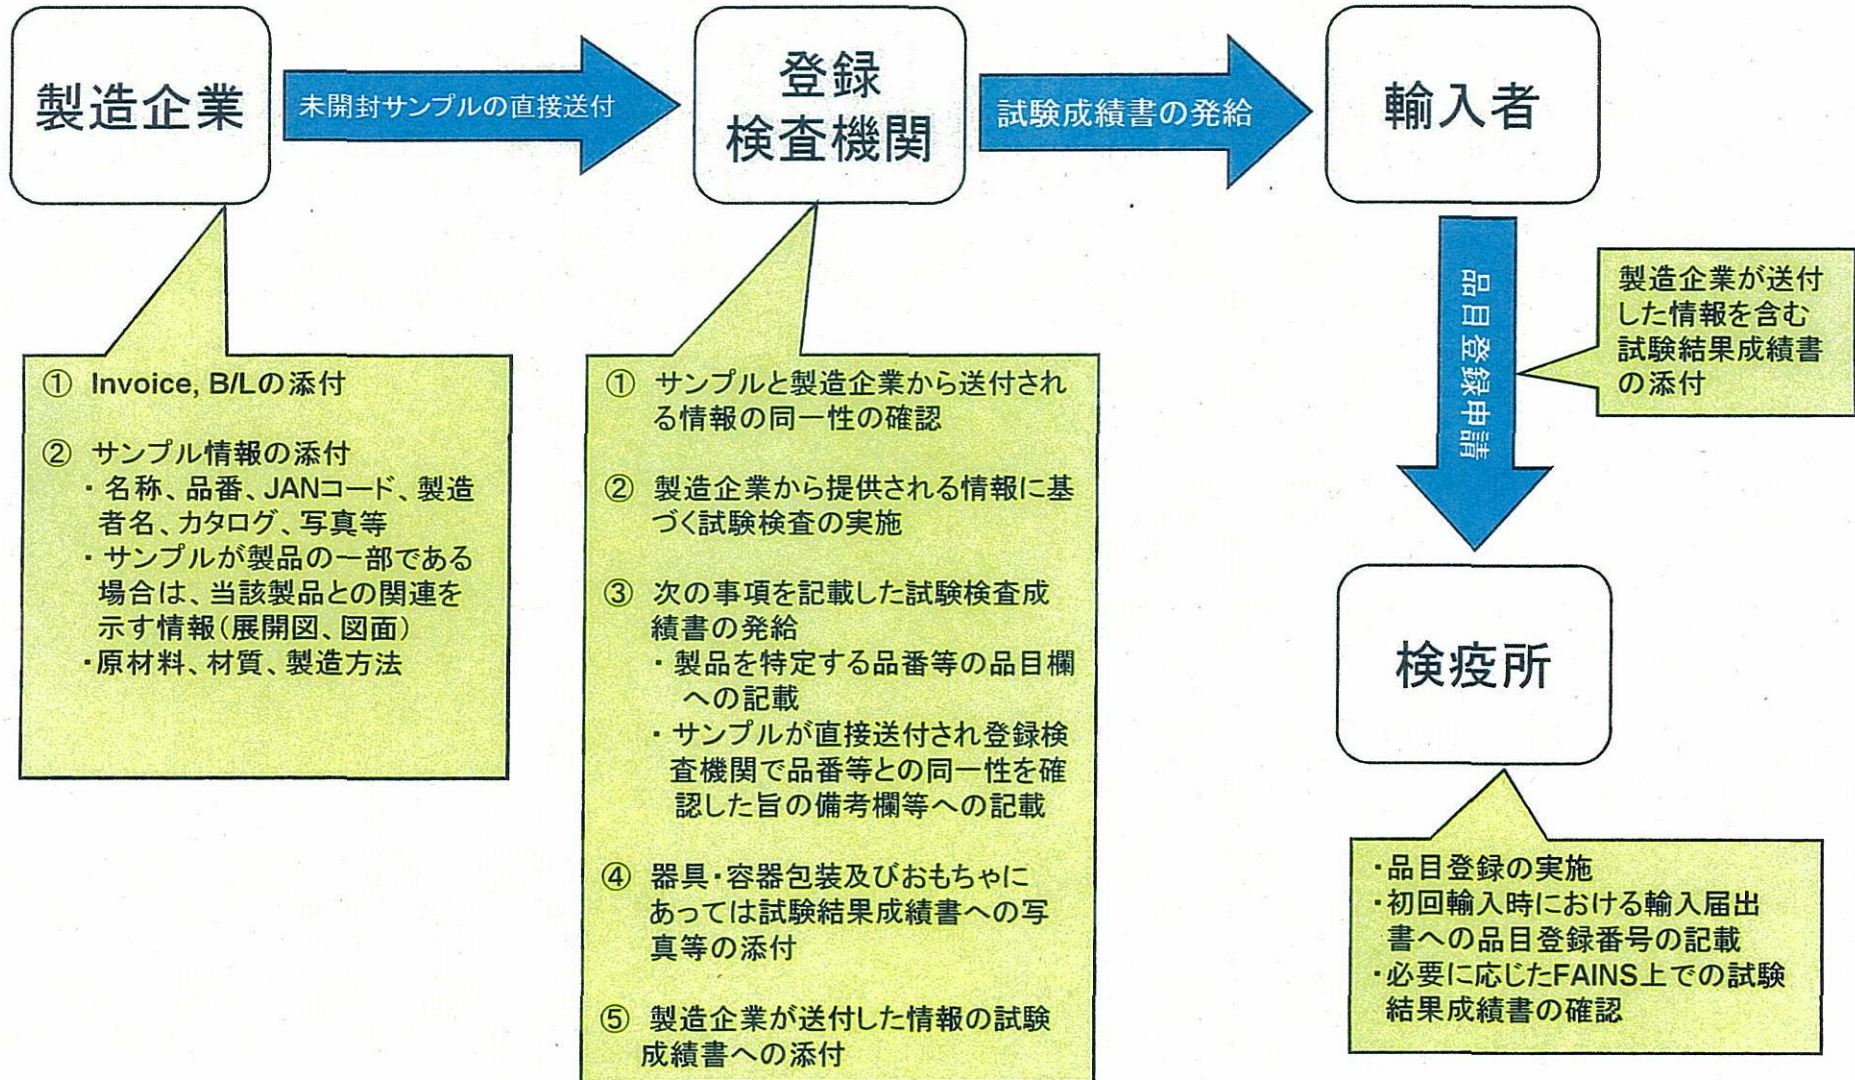 製造企業
未開封サンプルの直接送付
登録
検査機関
試験成績書の発給
輸入者
① Invoice, B/Lの添付
② サンプル情報の添付
・名称、品番、JANコード、製造
者名、カタログ、写真等
・サンプルが製品の一部である
場合は、当該製品との関連を
示す情報(展開図、図面)
・原材料、材質、製造方法
① サンプルと製造企業から送付され
る情報の同一性の確認
② 製造企業から提供される情報に基
づく試験検査の実施
③ 次の事項を記載した試験検査成
績書の発給
・製品を特定する品番等の品目欄
への記載
・サンプルが直接送付され登録検
査機関で品番等との同一性を確
認した旨の備考欄等への記載
④ 器具・容器包装及びおもちゃに
あっては試験結果成績書への写
真等の添付
⑤ 製造企業が送付した情報の試験
成績書への添付
品目登録申請
製造企業が送付
した情報を含む
試験結果成績書
の添付
検疫所
・品目登録の実施
・初回輸入時における輸入届出
書への品目登録番号の記載
・必要に応じたFAINS上での試験
結果成績書の確認